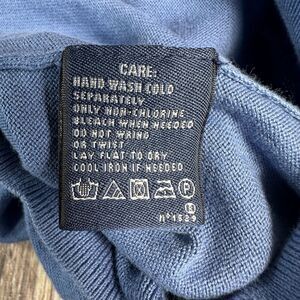 CARE:
HAND WASH COLD
SEPARATELY
ONLY NON-CHLORINE
BLEACH WHEN NEEDED
DO NOT WRING
OR TWIST
LAY FLAT TO DRY
COOL IRON IF NEEDED
P
nº1529